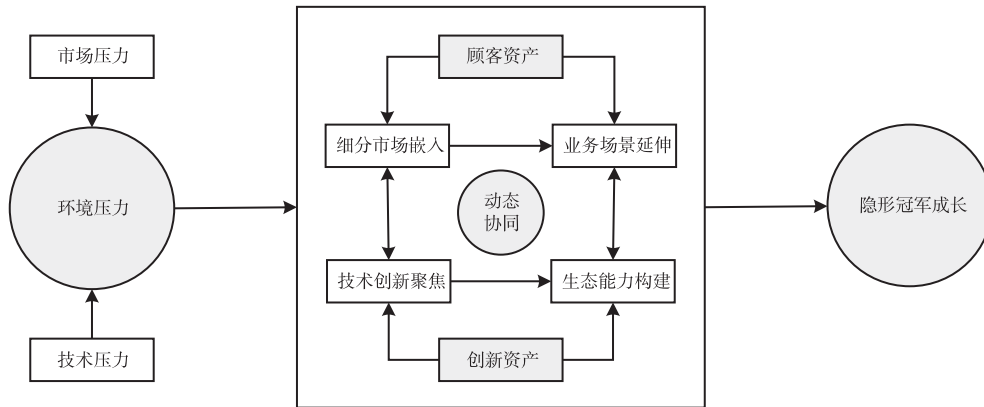 市场压力
环境压力
技术压力
顾客资产
细分市场嵌入
业务场景延伸
动态
协同
技术创新聚焦
生态能力构建
创新资产
隐形冠军成长